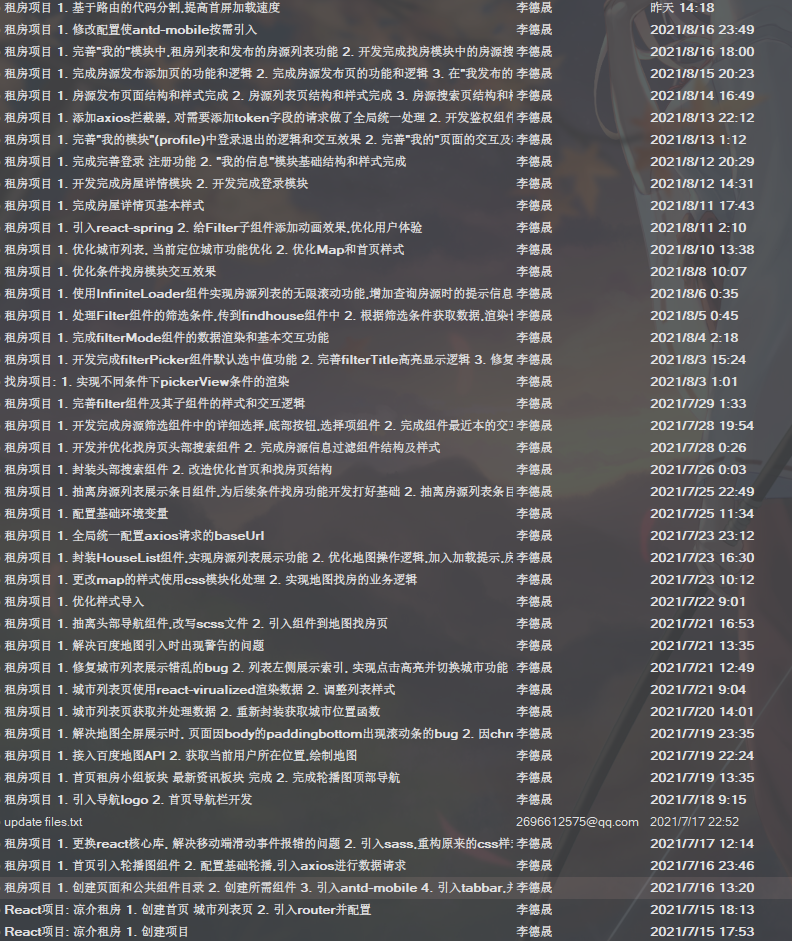 租房项目 1. 基于路由的代码分割,提高首屏加载速度 李德晟 昨天 14:18
租房项目 1. 修改配置使antd-mobile按需引入 李德晟 2021/8/16 23:49
租房项目 1. 完善"我的"模块中,租房列表和发布的房源列表功能 2. 开发完成找房模块中的房源搜 李德晟 2021/8/16 18:00
租房项目 1. 完成房源发布添加页的功能和逻辑 2. 完成房源发布页的功能和逻辑 3. 在"我发布的 李德晟 2021/8/15 20:23
租房项目 1. 房源发布页面结构和样式完成 2. 房源列表页结构和样式完成 3. 房源搜索页结构和 李德晟 2021/8/14 16:49
租房项目 1. 添加axios拦截器, 对需要添加token字段的请求做了全局统一处理 2. 开发鉴权组件 李德晟 2021/8/13 22:12
租房项目 1. 完善"我的模块"(profile)中登录退出的逻辑和交互效果 2. 完善"我的"页面的交互及 李德晟 2021/8/13 1:12
租房项目 1. 完成完善登录 注册功能 2. "我的信息"模块基础结构和样式完成 李德晟 2021/8/12 20:29
租房项目 1. 开发完成房屋详情模块 2. 开发完成登录模块 李德晟 2021/8/12 14:31
租房项目 1. 完成房屋详情页基本样式 李德晟 2021/8/11 17:43
租房项目 1. 引入react-spring 2. 给Filter子组件添加动画效果,优化用户体验 李德晟 2021/8/11 2:10
租房项目 1. 优化城市列表, 当前定位城市功能优化 2. 优化Map和首页样式 李德晟 2021/8/10 13:38
租房项目 1. 优化条件找房模块交互效果 李德晟 2021/8/8 10:07
租房项目 1. 使用InfiniteLoader组件实现房源列表的无限滚动功能,增加查询房源时的提示信息 李德晟 2021/8/6 0:35
租房项目 1. 处理Filter组件的筛选条件,传到findhouse组件中 2. 根据筛选条件获取数据,渲染 李德晟 2021/8/5 0:45
租房项目 1. 完成filterMode组件的数据渲染和基本交互功能 李德晟 2021/8/4 2:18
租房项目 1. 开发完成filterPicker组件默认选中值功能 2. 完善filterTitle高亮显示逻辑 3. 修复 李德晟 2021/8/3 15:24
找房项目: 1. 实现不同条件下pickerView条件的渲染 李德晟 2021/8/3 1:01
租房项目 1. 完善filter组件及其子组件的样式和交互逻辑 李德晟 2021/7/29 1:33
租房项目 1. 开发完成房源筛选组件中的详细选择,底部按钮,选择项组件 2. 完成组件最近本的交 李德晟 2021/7/28 19:54
租房项目 1. 开发并优化找房页头部搜索组件 2. 完成房源信息过滤组件结构及样式 李德晟 2021/7/28 0:26
租房项目 1. 封装头部搜索组件 2. 改造优化首页和找房页结构 李德晟 2021/7/26 0:03
租房项目 1. 抽离房源列表展示条目组件,为后续条件找房功能开发打好基础 2. 抽离房源列表条目 李德晟 2021/7/25 22:49
租房项目 1. 配置基础环境变量 李德晟 2021/7/25 11:34
租房项目 1. 全局统一配置axios请求的baseUrl 李德晟 2021/7/23 23:12
租房项目 1. 封装HouseList组件,实现房源列表展示功能 2. 优化地图操作逻辑,加入加载提示,房 李德晟 2021/7/23 16:30
租房项目 1. 更改map的样式使用css模块化处理 2. 实现地图找房的业务逻辑 李德晟 2021/7/23 10:12
租房项目 1. 优化样式导入 李德晟 2021/7/22 9:01
租房项目 1. 抽离头部导航组件,改写scss文件 2. 引入组件到地图找房页 李德晟 2021/7/21 16:53
租房项目 1. 解决百度地图引入时出现警告的问题 李德晟 2021/7/21 13:35
租房项目 1. 修复城市列表展示错乱的bug 2. 列表左侧展示索引, 实现点击高亮并切换城市功能 李德晟 2021/7/21 12:49
租房项目 1. 城市列表页使用react-virualized渲染数据 2. 调整列表样式 李德晟 2021/7/21 9:04
租房项目 1. 城市列表页获取并处理数据 2. 重新封装获取城市位置函数 李德晟 2021/7/20 14:01
租房项目 1. 解决地图全屏展示时, 页面因body的paddingbottom出现滚动条的bug 2. 因chr 李德晟 2021/7/19 23:35
租房项目 1. 接入百度地图API 2. 获取当前用户所在位置,绘制地图 李德晟 2021/7/19 22:24
租房项目 1. 首页租房小组板块 最新资讯板块 完成 2. 完成轮播图顶部导航 李德晟 2021/7/19 13:35
租房项目 1. 引入导航logo 2. 首页导航栏开发 李德晟 2021/7/18 9:15
update files.txt 2696612575@qq.com 2021/7/17 22:52
租房项目 1. 更换react核心库, 解决移动端滑动事件报错的问题 2. 引入sass,重构原来的css样 李德晟 2021/7/17 12:14
租房项目 1. 首页引入轮播图组件 2. 配置基础轮播,引入axios进行数据请求 李德晟 2021/7/16 23:46
租房项目 1. 创建页面和公共组件目录 2. 创建所需组件 3. 引入antd-mobile 4. 引入tabbar, 李德晟 2021/7/16 13:20
React项目: 凉介租房 1. 创建首页 城市列表页 2. 引入router并配置 李德晟 2021/7/15 18:13
React项目: 凉介租房 1. 创建项目 李德晟 2021/7/15 17:53